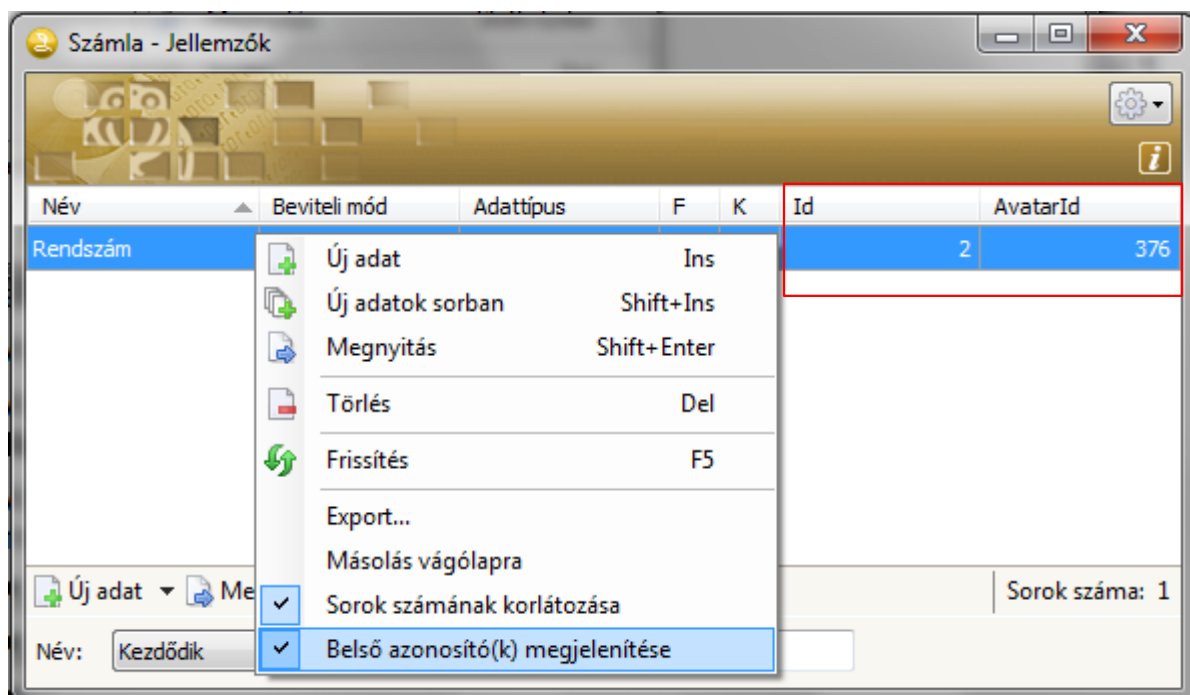 Számla - Jellemzők
Név Beviteli mód Adattípus F K Id AvatarId
Rendszám 2 376
Új adat Ins
Új adatok sorban Shift+Ins
Megnyitás Shift+Enter
Törlés Del
Frissítés F5
Export...
Másolás vágólapra
Sorok számának korlátozása
Belső azonosító(k) megjelenítése
Új adat Me
Sorok száma: 1
Név: Kezdődik